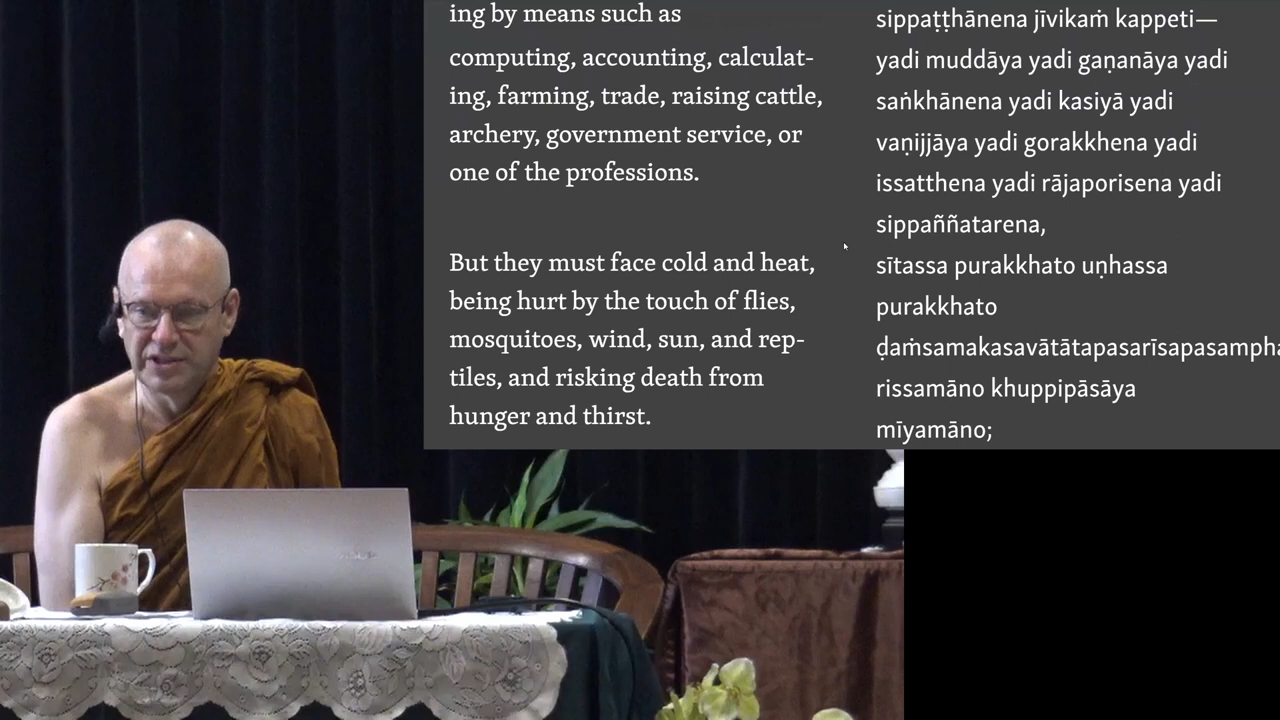 ing by means such as
computing, accounting, calculat-
ing, farming, trade, raising cattle,
archery, government service, or
one of the professions.
But they must face cold and heat,
being hurt by the touch of flies,
mosquitoes, wind, sun, and rep-
tiles, and risking death from
hunger and thirst.
sippaṭṭhānena jīvikaṁ kappeti—
yadi muddāya yadi gaṇanāya yadi
saṅkhānena yadi kasiyā yadi
vaṇijjāya yadi gorakkhena yadi
issatthena yadi rājaporisena yadi
sippaññatarena,
sītassa purakkhato uṇhassa
purakkhato
ḍaṁsamakasavātātapasarīsapasampha
rissamāno khuppipāsāya
mīyamāno;